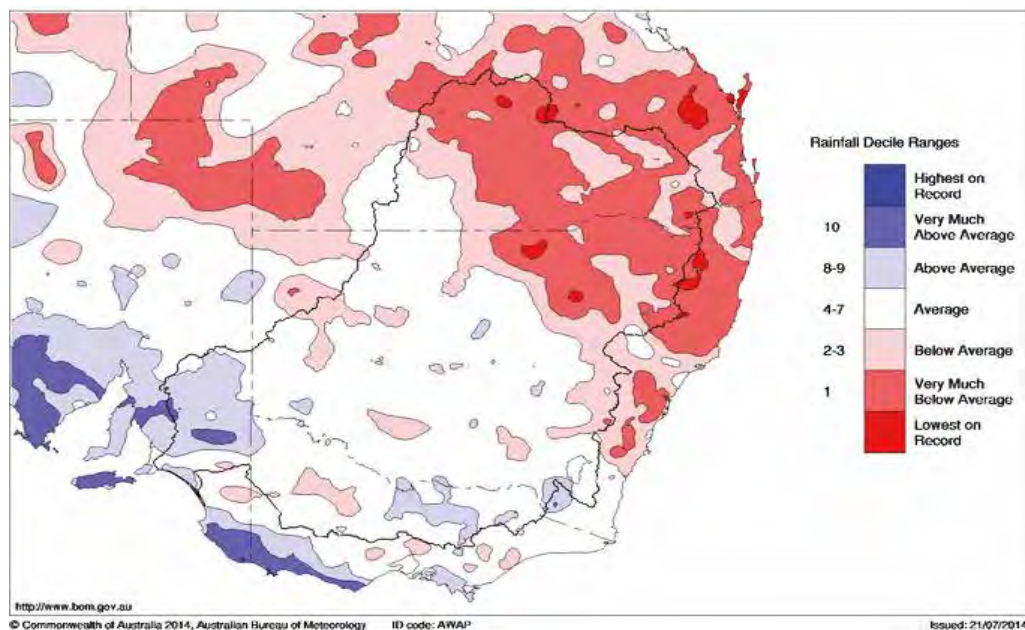 Rainfall Decile Ranges
Highest on
Record
10
Very Much
Above Average
8-9
Above Average
4-7
Average
2-3
Below Average
1
Very Much
Below Average
Lowest on
Record
http://www.bom.gov.au
© Commonwealth of Australia 2014, Australian Bureau of Meteorology
ID code: AWAP
Issued: 21/07/2014